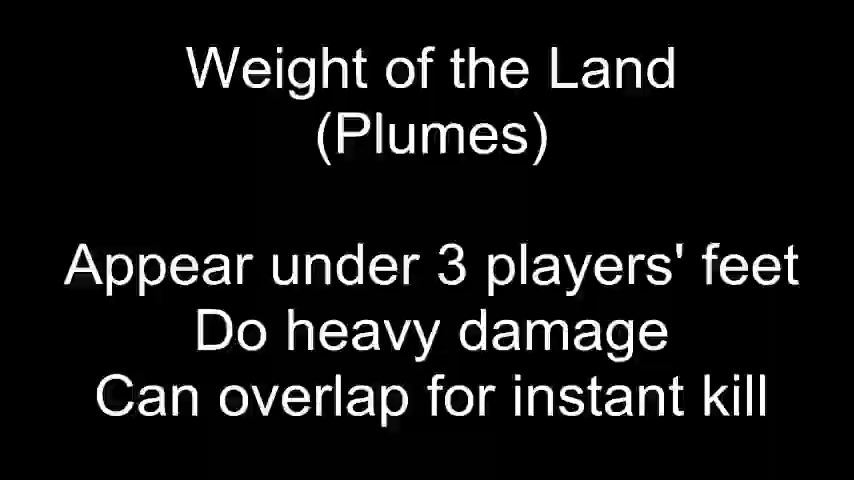 Weight of the Land
(Plumes)
Appear under 3 players' feet
Do heavy damage
Can overlap for instant kill